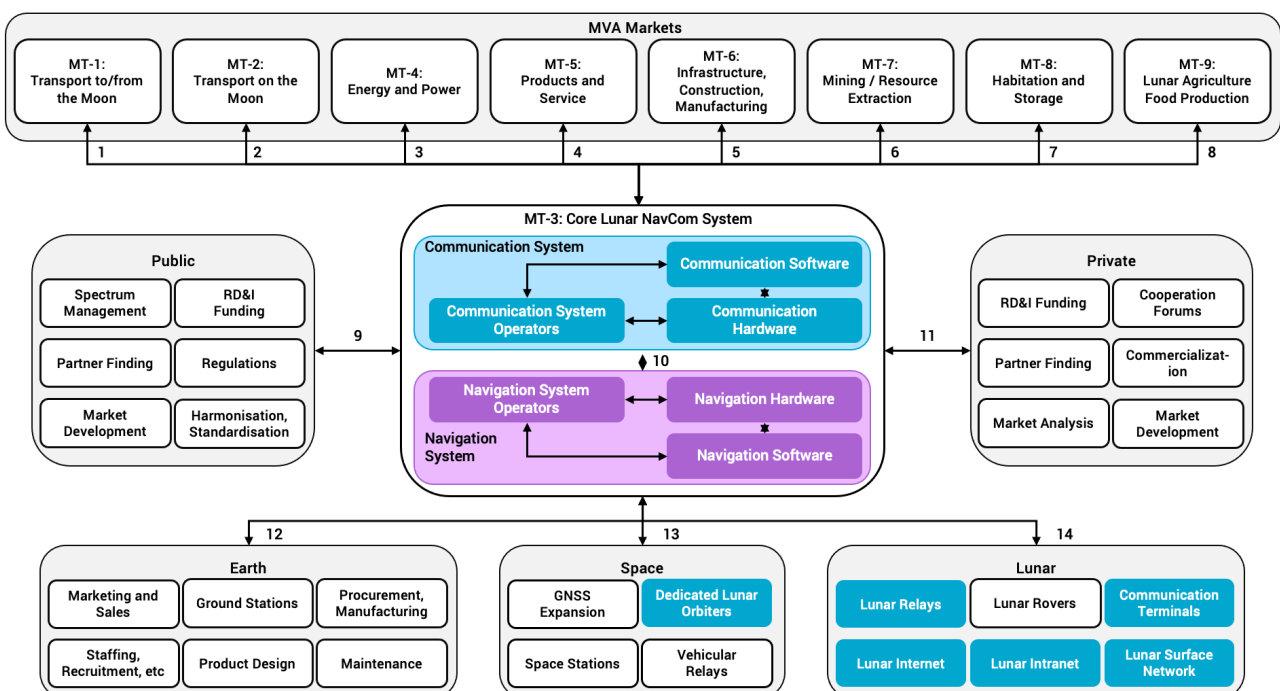 MVA Markets
MT-1:
Transport to/from
the Moon
MT-2:
Transport on the
Moon
MT-4:
Energy and Power
MT-5:
Products and
Service
MT-6:
Infrastructure,
Construction,
Manufacturing
MT-7:
Mining / Resource
Extraction
MT-8:
Habitation and
Storage
MT-9:
Lunar Agriculture
Food Production
1
2
3
4
5
6
7
8
MT-3: Core Lunar NavCom System
Communication System
Communication Software
Communication System
Operators
Communication
Hardware
10
Navigation System
Operators
Navigation Hardware
Navigation
System
Navigation Software
Public
Spectrum
Management
RD&I
Funding
Partner Finding
Regulations
Market
Development
Harmonisation,
Standardisation
9
11
Private
RD&I Funding
Cooperation
Forums
Partner Finding
Commercializat-
ion
Market Analysis
Market
Development
12
13
14
Earth
Marketing and
Sales
Ground Stations
Procurement,
Manufacturing
Staffing,
Recruitment, etc
Product Design
Maintenance
Space
GNSS
Expansion
Dedicated Lunar
Orbiters
Space Stations
Vehicular
Relays
Lunar
Lunar Relays
Lunar Rovers
Communication
Terminals
Lunar Internet
Lunar Intranet
Lunar Surface
Network